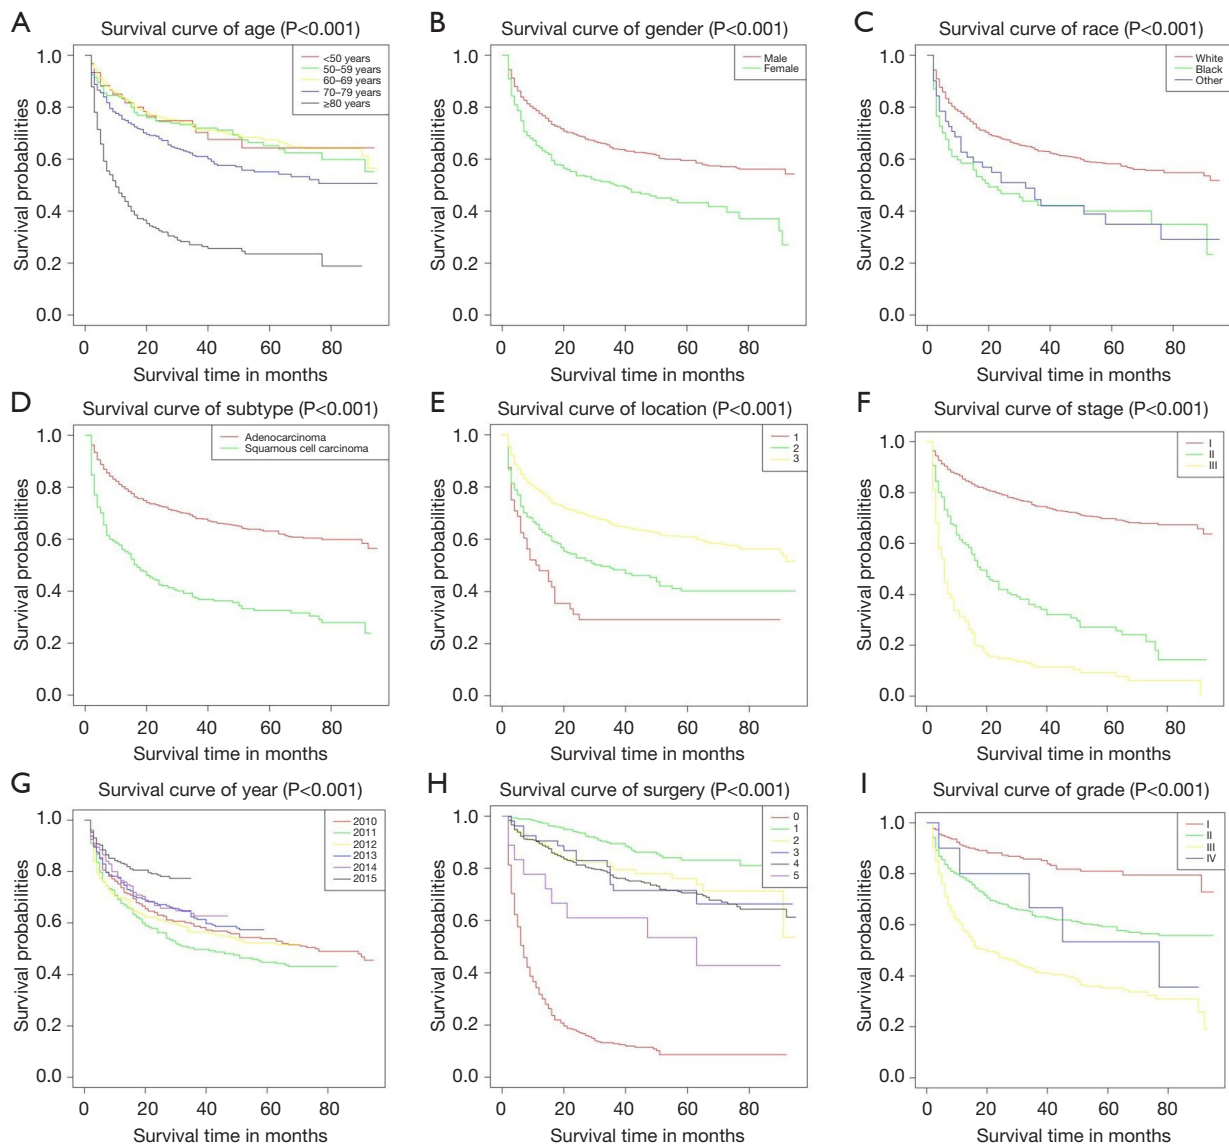 A
Survival curve of age (P<0.001)
<50 years
50–59 years
60–69 years
70–79 years
≥80 years
1.0
0.8
0.6
0.4
0.2
0.0
Survival probabilities
20 40 60 80
Survival time in months
B
Survival curve of gender (P<0.001)
Male
Female
1.0
0.8
0.6
0.4
0.2
0.0
Survival probabilities
20 40 60 80
Survival time in months
C
Survival curve of race (P<0.001)
White
Black
Other
1.0
0.8
0.6
0.4
0.2
0.0
Survival probabilities
20 40 60 80
Survival time in months
D
Survival curve of subtype (P<0.001)
Adenocarcinoma
Squamous cell carcinoma
1.0
0.8
0.6
0.4
0.2
0.0
Survival probabilities
20 40 60 80
Survival time in months
E
Survival curve of location (P<0.001)
1
2
3
1.0
0.8
0.6
0.4
0.2
0.0
Survival probabilities
20 40 60 80
Survival time in months
F
Survival curve of stage (P<0.001)
I
II
III
1.0
0.8
0.6
0.4
0.2
0.0
Survival probabilities
20 40 60 80
Survival time in months
G
Survival curve of year (P<0.001)
2010
2011
2012
2013
2014
2015
1.0
0.8
0.6
0.4
0.2
0.0
Survival probabilities
0 20 40 60 80
Survival time in months
H
Survival curve of surgery (P<0.001)
0
1
2
3
4
5
1.0
0.8
0.6
0.4
0.2
0.0
Survival probabilities
0 20 40 60 80
Survival time in months
I
Survival curve of grade (P<0.001)
I
II
III
IV
1.0
0.8
0.6
0.4
0.2
0.0
Survival probabilities
0 20 40 60 80
Survival time in months